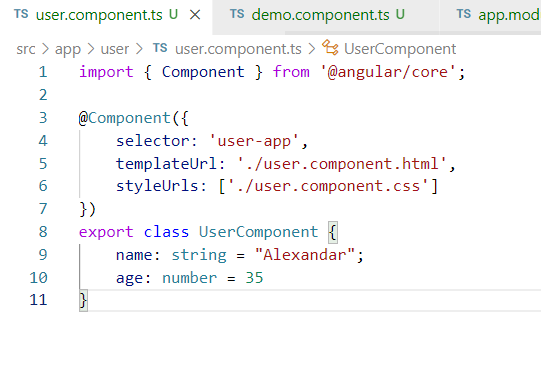 TS user.component.ts U × TS demo.component.ts U TS app.mod
src > app > user > TS user.component.ts > UserComponent
1 import { Component } from '@angular/core';
2
3 @Component({
4 selector: 'user-app',
5 templateUrl: './user.component.html',
6 styleUrls: ['./user.component.css']
7 })
8 export class UserComponent {
9 name: string = "Alexandar";
10 age: number = 35
11 }